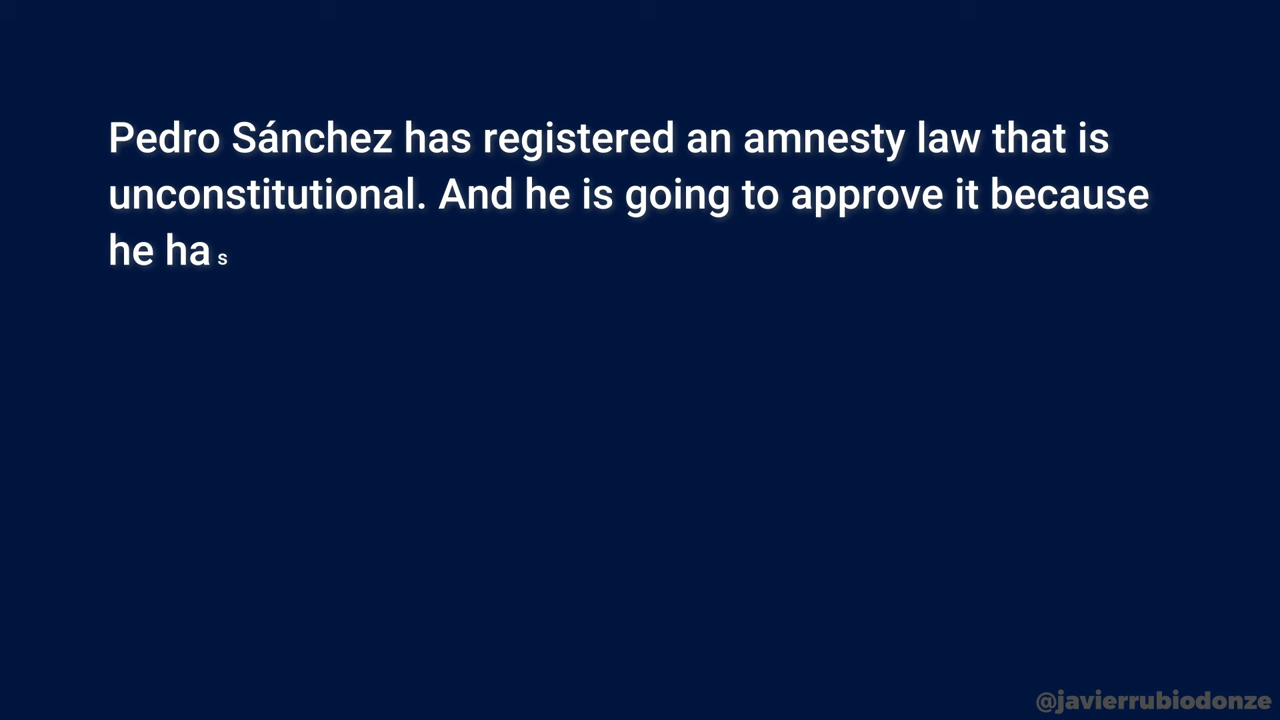 Pedro Sánchez has registered an amnesty law that is
unconstitutional. And he is going to approve it because
he has
@javierrubiodonze